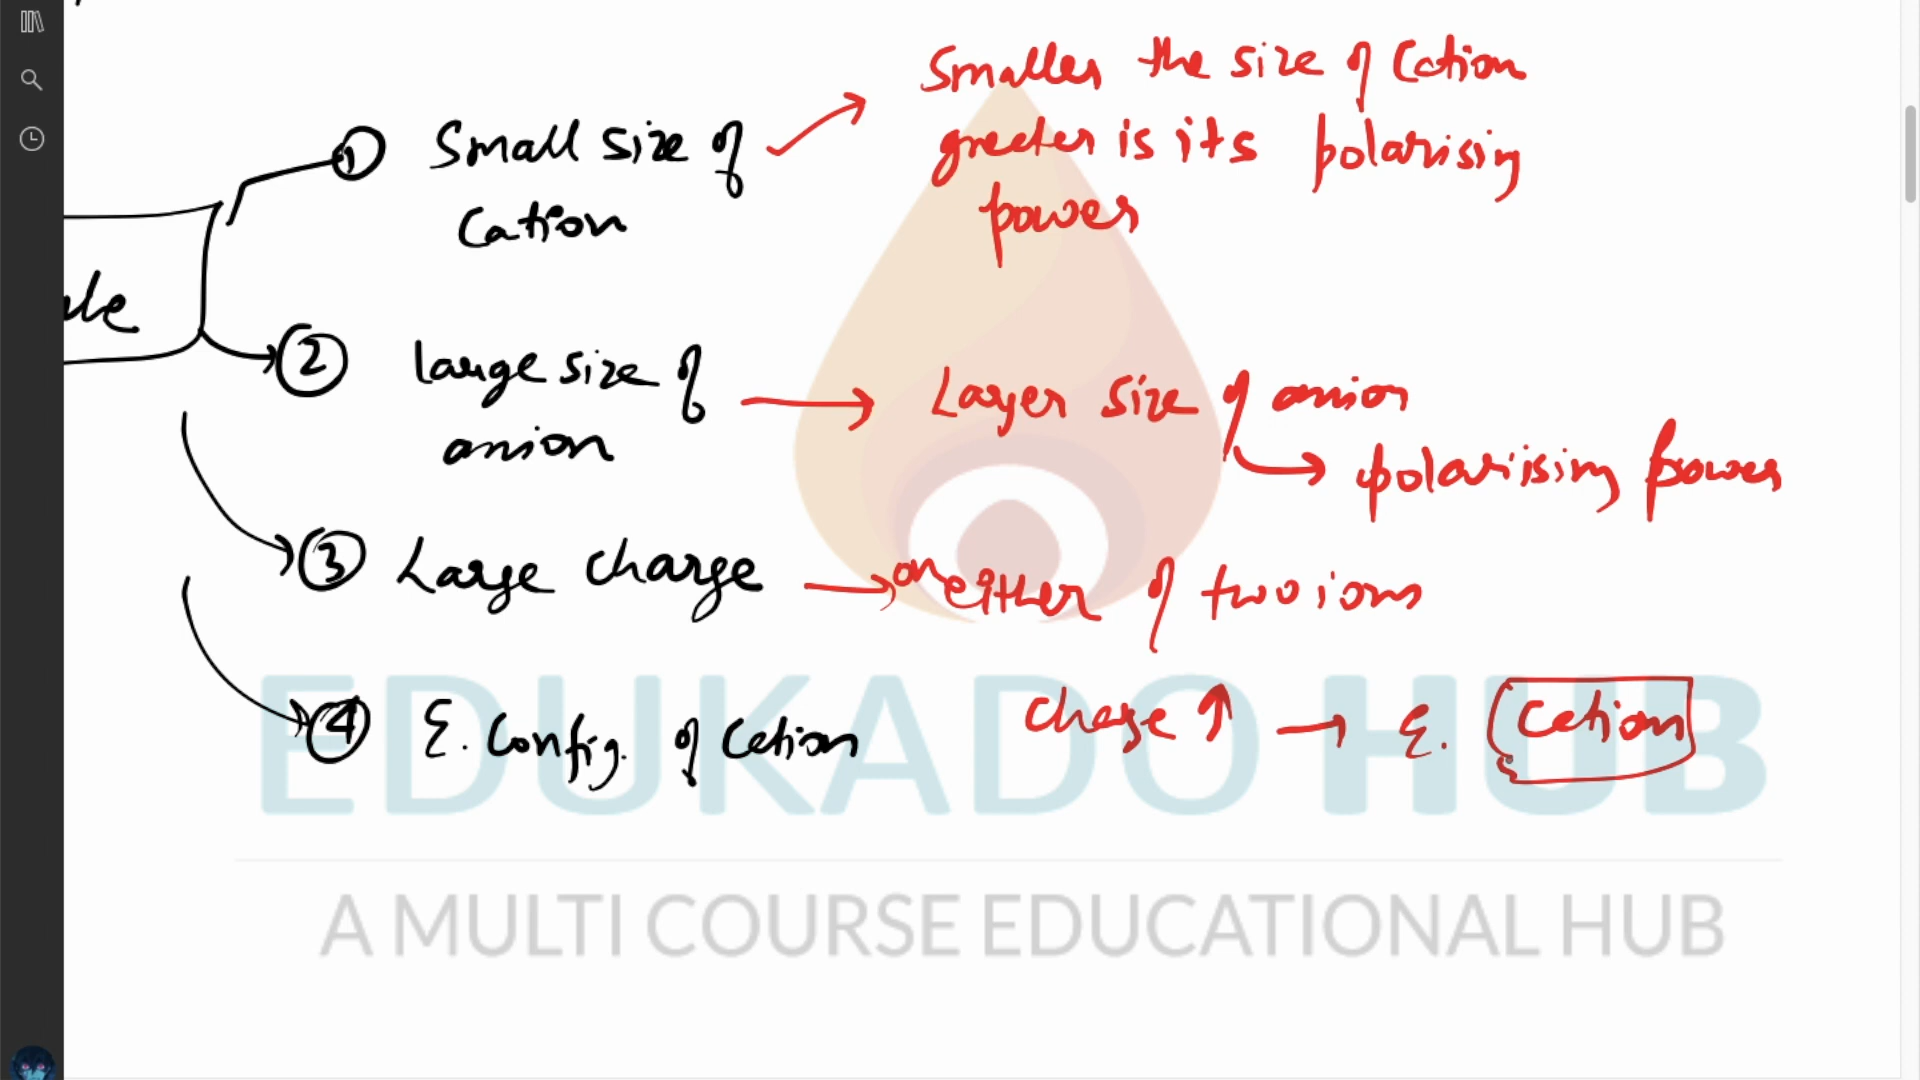 ① Small size of
Cation
Smaller the size of Cation
greater is its polarising
power
le
② Large size of
anion
Larger size of anion
polarising power
③ Large charge
on either of two ions
④ E. Config. of Cation
Charge ↑ → E. Cation
EDUKADO HUB
A MULTI COURSE EDUCATIONAL HUB